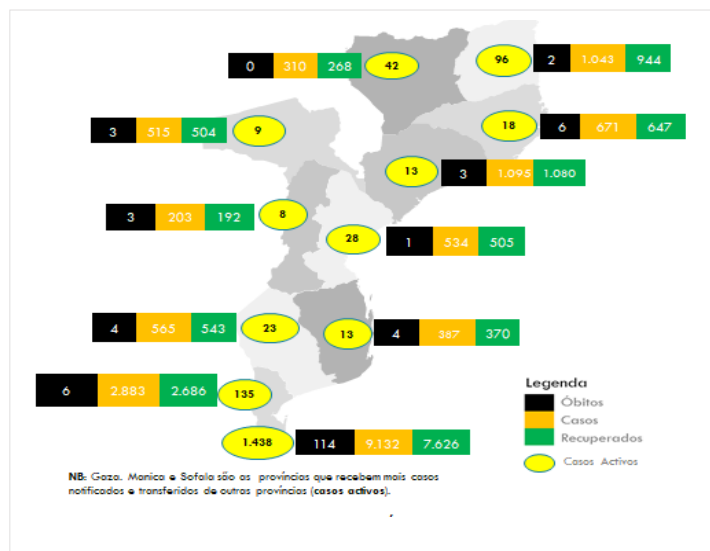 0 310 268 42
96 2 1.043 944
3 515 504 9
18 6 671 647
13 3 1.095 1.080
3 203 192 8
28 1 534 505
4 565 543 23
13 4 387 370
6 2.883 2.686 135
1.438 114 9.132 7.626
Legenda
Óbitos
Casos
Recuperados
Casos Activos
NB: Gaza, Manica e Sofala são as províncias que recebem mais casos
notificados e transferidos de outras províncias (casos activos).